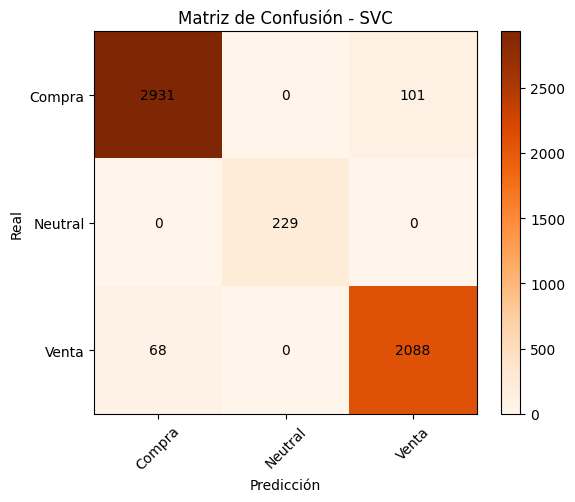 Matriz de Confusión - SVC
Real
Compra
2931
0
101
Neutral
0
229
0
Venta
68
0
2088
Compra
Neutral
Venta
Predicción
2500
2000
1500
1000
500
0